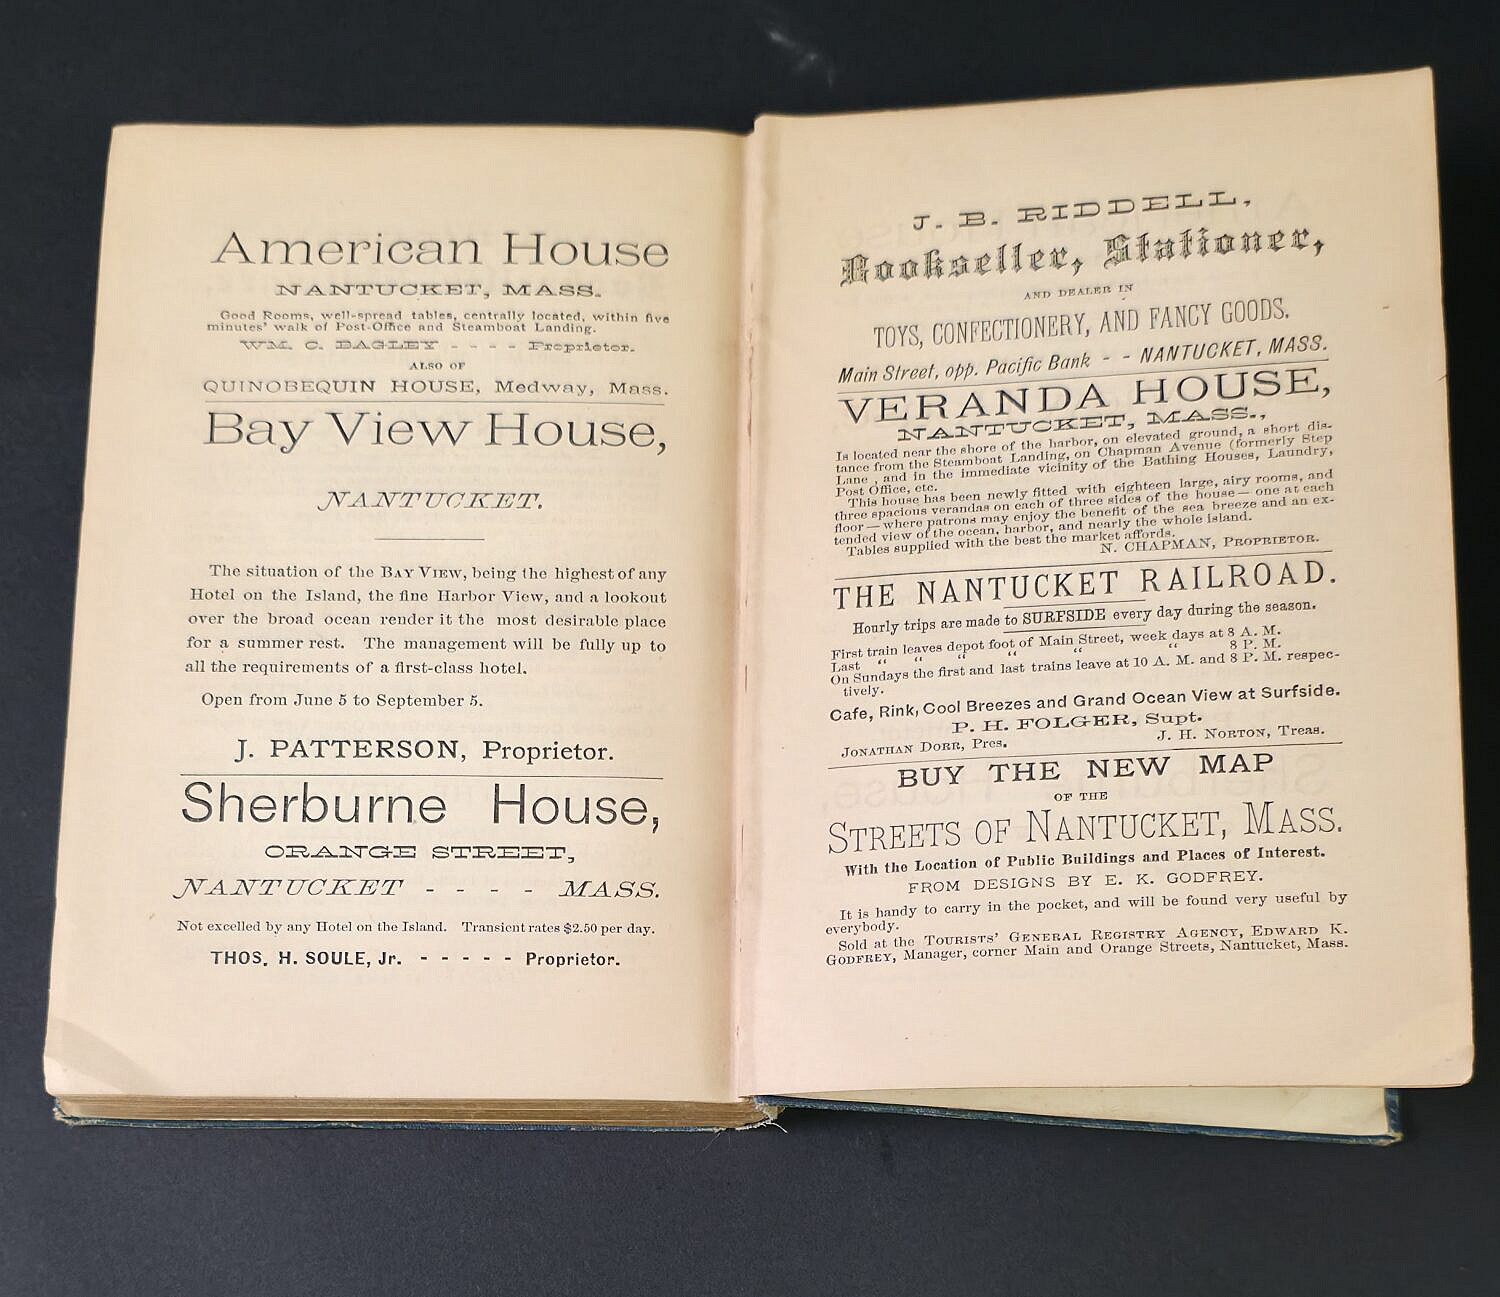 American House
NANTUCKET, MASS.
Good Rooms, well-spread tables, centrally located, within five
minutes' walk of Post-Office and Steamboat Landing.
WM. C. BAGLEY - - - - Proprietor.
ALSO OF
QUINOBEQUIN HOUSE, Medway, Mass.
Bay View House,
NANTUCKET.
The situation of the BAY VIEW, being the highest of any
Hotel on the Island, the fine Harbor View, and a lookout
over the broad ocean render it the most desirable place
for a summer rest. The management will be fully up to
all the requirements of a first-class hotel.
Open from June 5 to September 5.
J. PATTERSON, Proprietor.
Sherburne House,
ORANGE STREET,
NANTUCKET - - - - MASS.
Not excelled by any Hotel on the Island. Transient rates $2.50 per day.
THOS. H. SOULE, Jr. - - - - - Proprietor.
J. B. RIDDELL,
Bookseller, Stationer,
AND DEALER IN
TOYS, CONFECTIONERY, AND FANCY GOODS.
Main Street, opp. Pacific Bank - - NANTUCKET, MASS.
VERANDA HOUSE,
NANTUCKET, MASS.,
Is located near the shore of the harbor, on elevated ground, a short dis-
tance from the Steamboat Landing, on Chapman Avenue (formerly Step
Lane, and in the immediate vicinity of the Bathing Houses, Laundry,
Post Office, etc.
This house has been newly fitted with eighteen large, airy rooms, and
three spacious verandas on each of three sides of the house — one at each
floor — where patrons may enjoy the benefit of the sea breeze and an ex-
tended view of the ocean, harbor, and nearly the whole island.
Tables supplied with the best the market affords.
N. CHAPMAN, PROPRIETOR.
THE NANTUCKET RAILROAD.
Hourly trips are made to SURFSIDE every day during the season.
First train leaves depot foot of Main Street, week days at 8 A. M.
Last " " " " " " 8 P. M.
On Sundays the first and last trains leave at 10 A. M. and 8 P. M. respec-
tively.
Cafe, Rink, Cool Breezes and Grand Ocean View at Surfside.
P. H. FOLGER, Supt.
JONATHAN DORR, Pres. J. H. NORTON, Treas.
BUY THE NEW MAP
OF THE
STREETS OF NANTUCKET, MASS.
With the Location of Public Buildings and Places of Interest.
FROM DESIGNS BY E. K. GODFREY.
It is handy to carry in the pocket, and will be found very useful by
everybody.
Sold at the TOURISTS' GENERAL REGISTRY AGENCY, EDWARD K.
GODFREY, Manager, corner Main and Orange Streets, Nantucket, Mass.